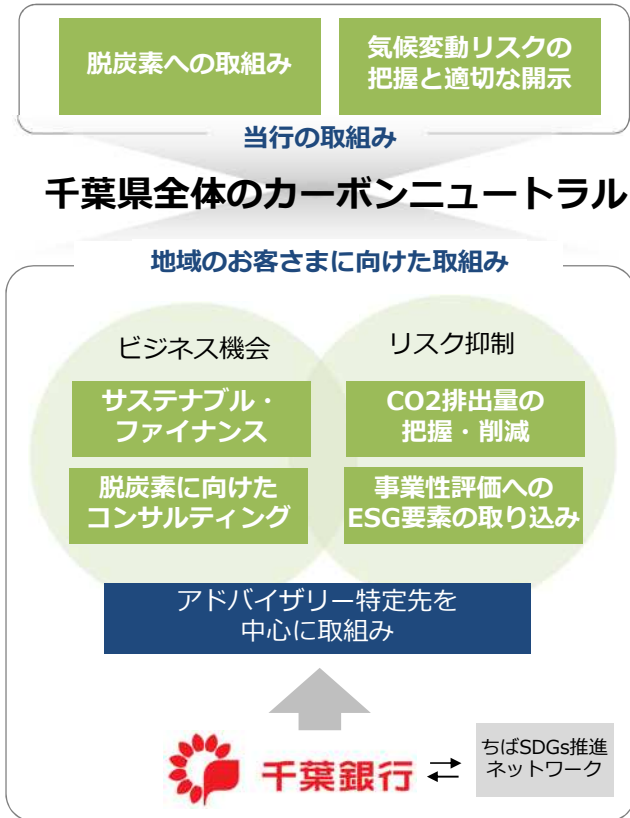 脱炭素への取組み
気候変動リスクの
把握と適切な開示
当行の取組み
千葉県全体のカーボンニュートラル
地域のお客さまに向けた取組み
ビジネス機会
リスク抑制
サステナブル・
ファイナンス
CO2排出量の
把握・削減
脱炭素に向けた
コンサルティング
事業性評価への
ESG要素の取り込み
アドバイザリー特定先を
中心に取組み
千葉銀行
ちばSDGs推進
ネットワーク